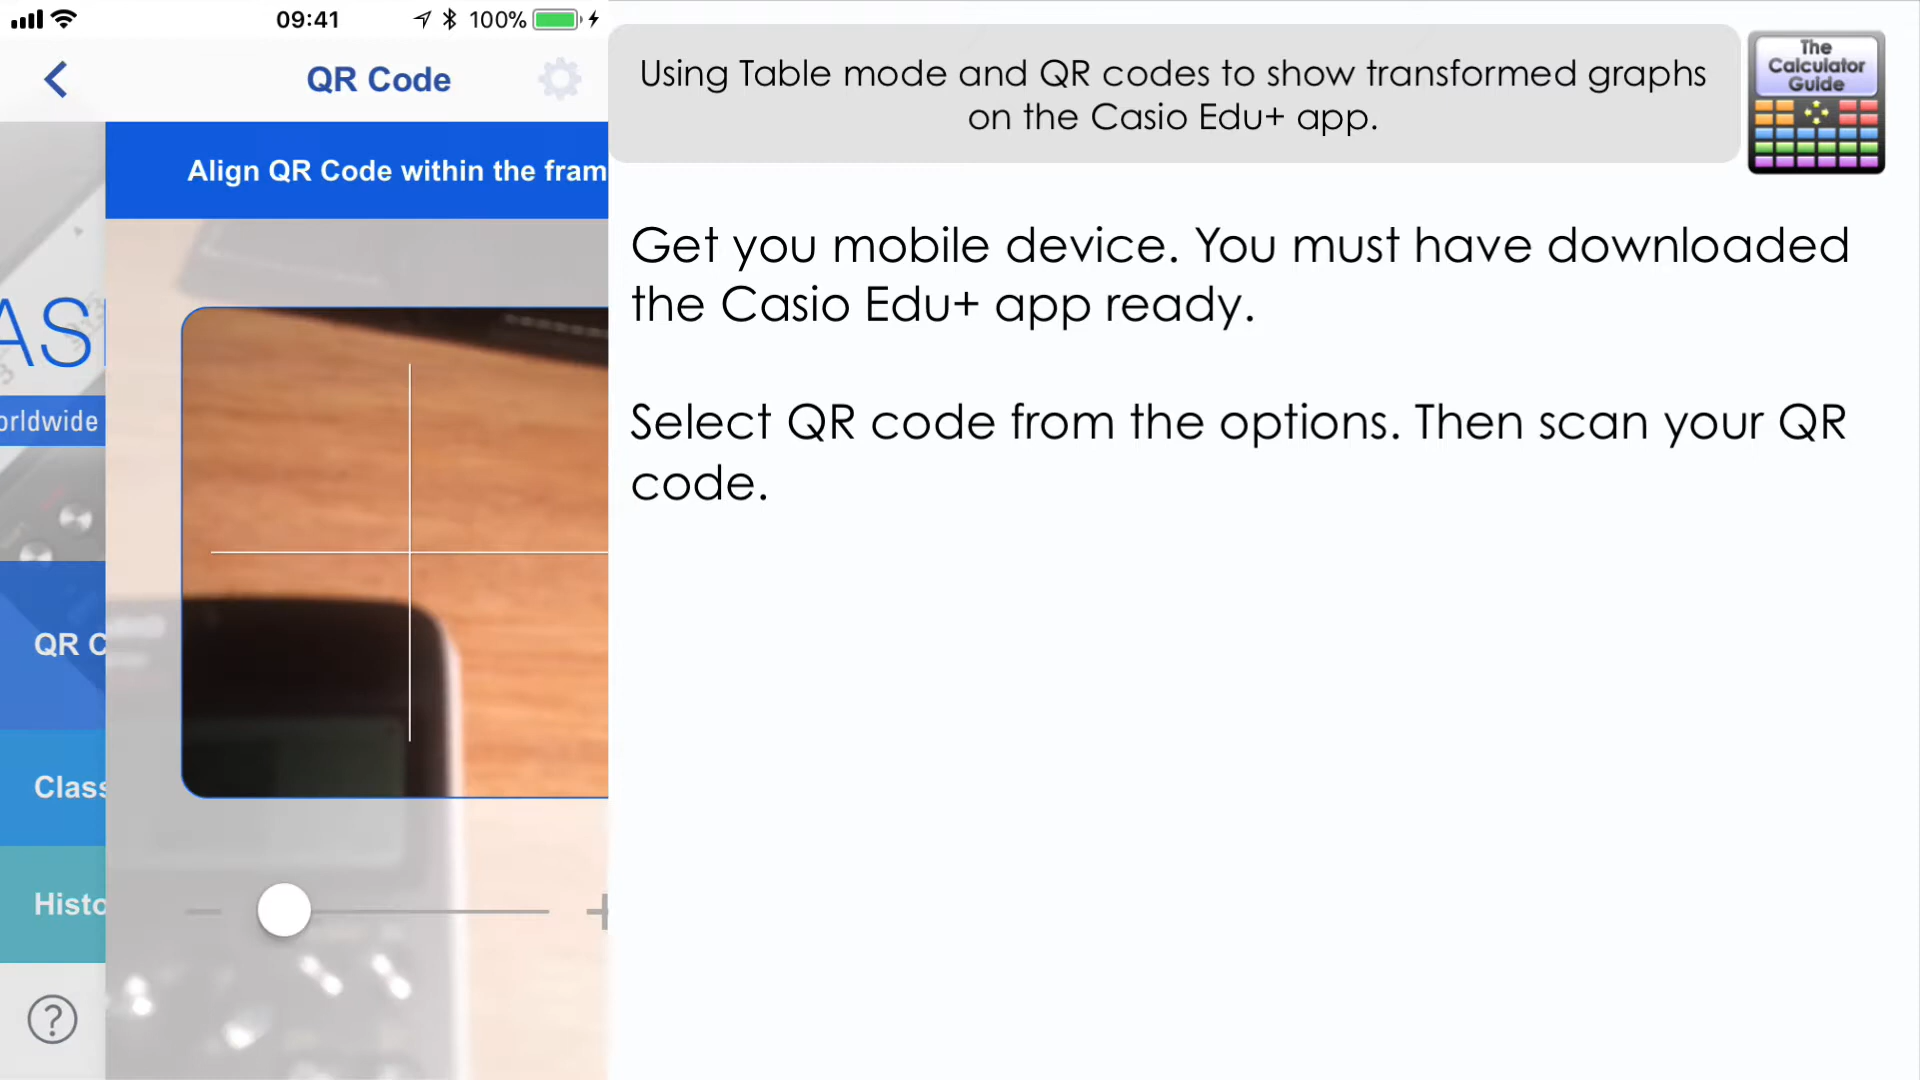 09:41
100%
QR Code
Using Table mode and QR codes to show transformed graphs
on the Casio Edu+ app.
The
Calculator
Guide
Align QR Code within the fram
Get you mobile device. You must have downloaded
the Casio Edu+ app ready.
AS
orldwide
Select QR code from the options. Then scan your QR
code.
QR C
Class
Histo
?